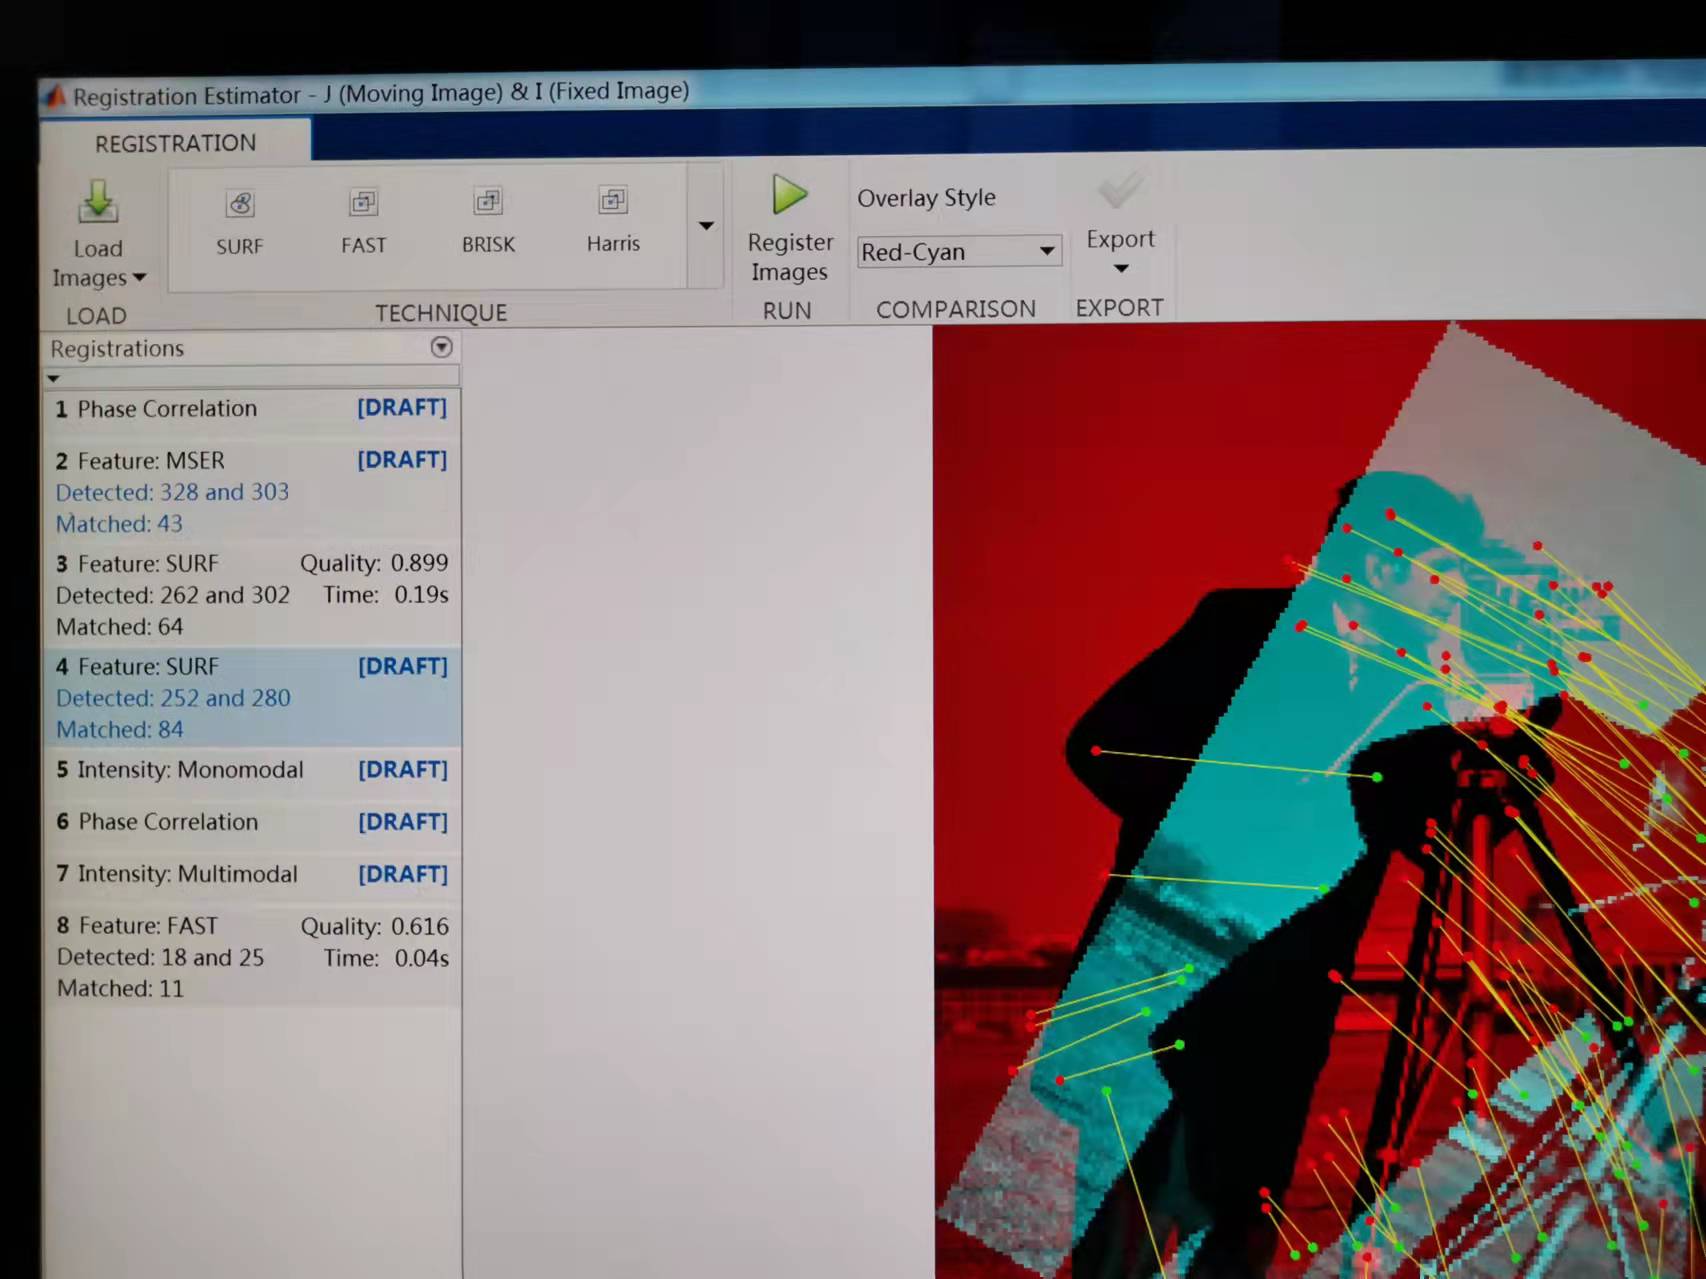 Registration Estimator - J (Moving Image) & I (Fixed Image)
REGISTRATION
Load Images
SURF
FAST
BRISK
Harris
Register Images
Overlay Style
Red-Cyan
Export
LOAD
TECHNIQUE
RUN
COMPARISON
EXPORT
Registrations
1 Phase Correlation [DRAFT]
2 Feature: MSER [DRAFT]
Detected: 328 and 303
Matched: 43
3 Feature: SURF Quality: 0.899
Detected: 262 and 302 Time: 0.19s
Matched: 64
4 Feature: SURF [DRAFT]
Detected: 252 and 280
Matched: 84
5 Intensity: Monomodal [DRAFT]
6 Phase Correlation [DRAFT]
7 Intensity: Multimodal [DRAFT]
8 Feature: FAST Quality: 0.616
Detected: 18 and 25 Time: 0.04s
Matched: 11